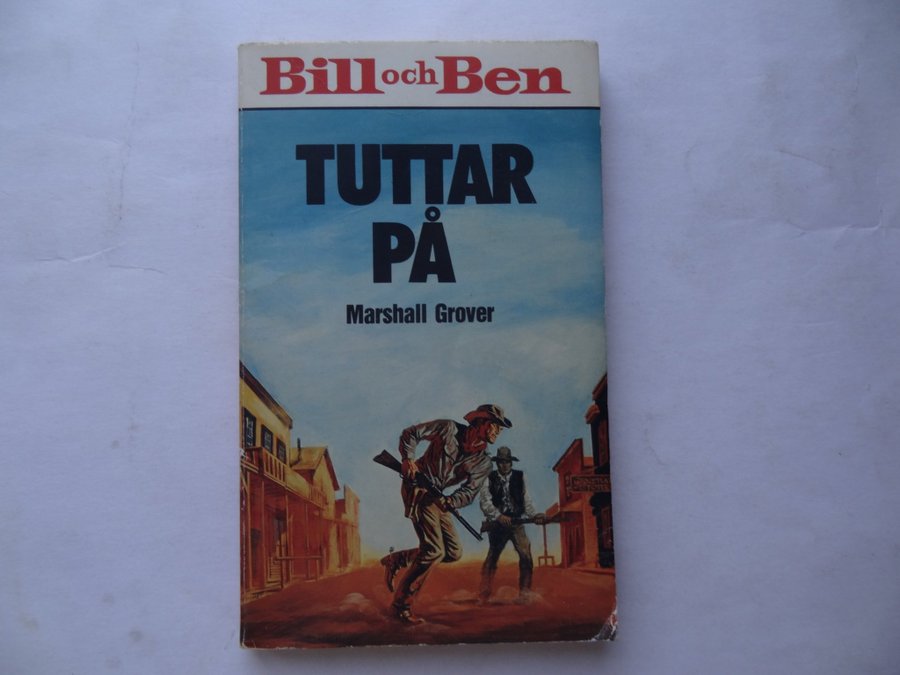 Bill och Ben
TUTTAR
PÅ
Marshall Grover